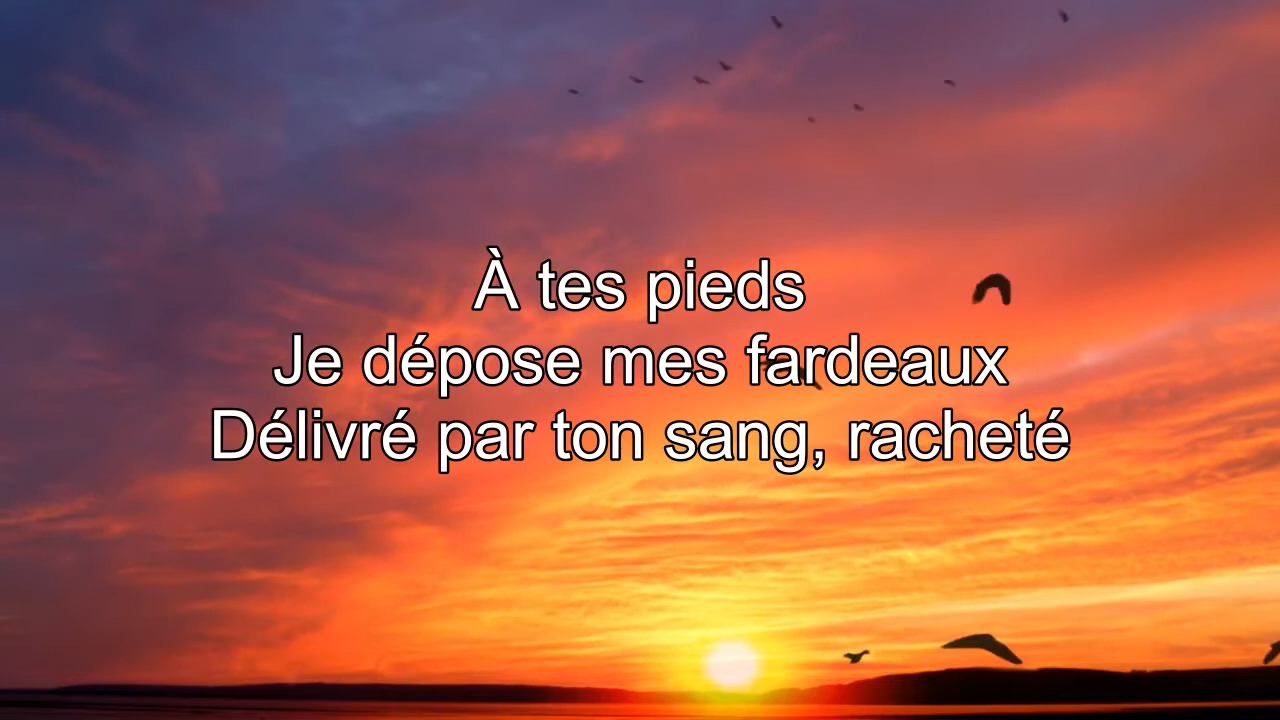 À tes pieds
Je dépose mes fardeaux
Délivré par ton sang, racheté